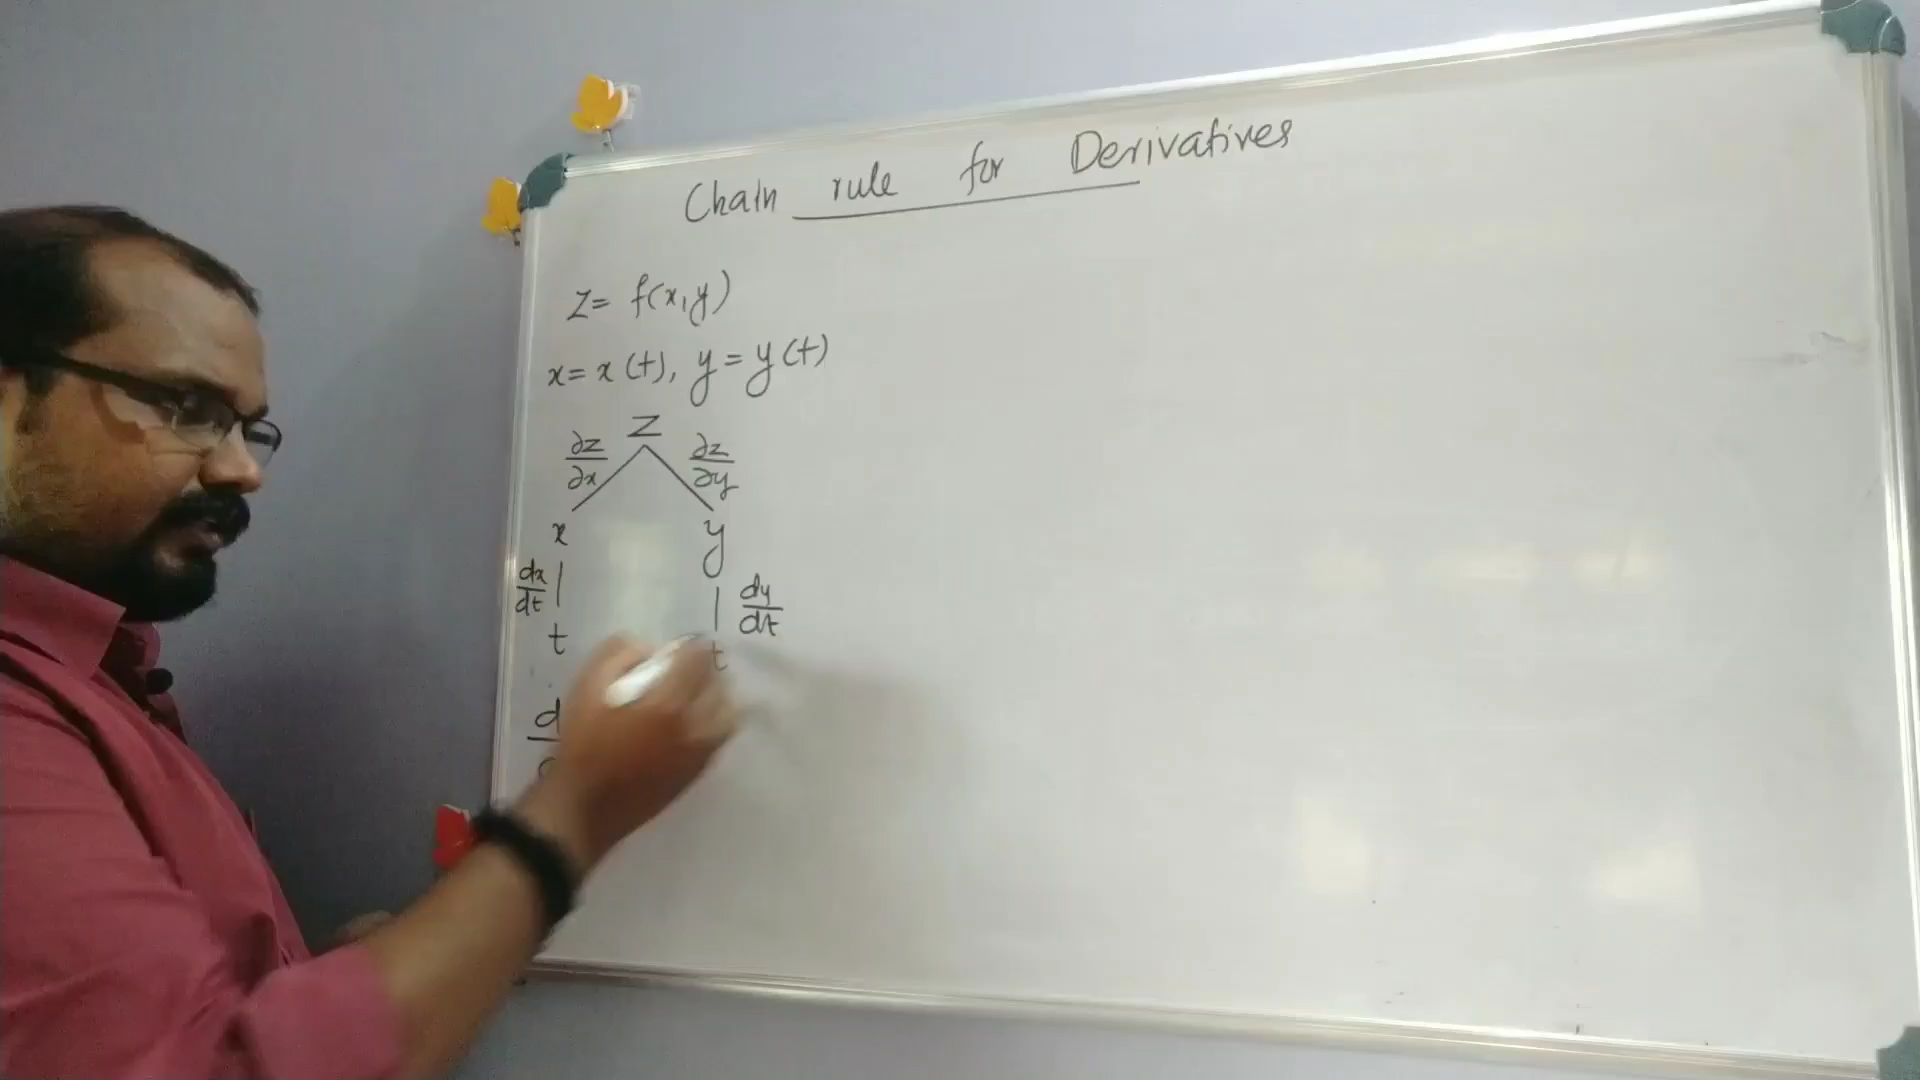 Chain rule for Derivatives
z= f(x,y)
x= x(t), y= y(t)
z
∂z/∂x ∂z/∂y
x y
dx/dt dy/dt
t t
d